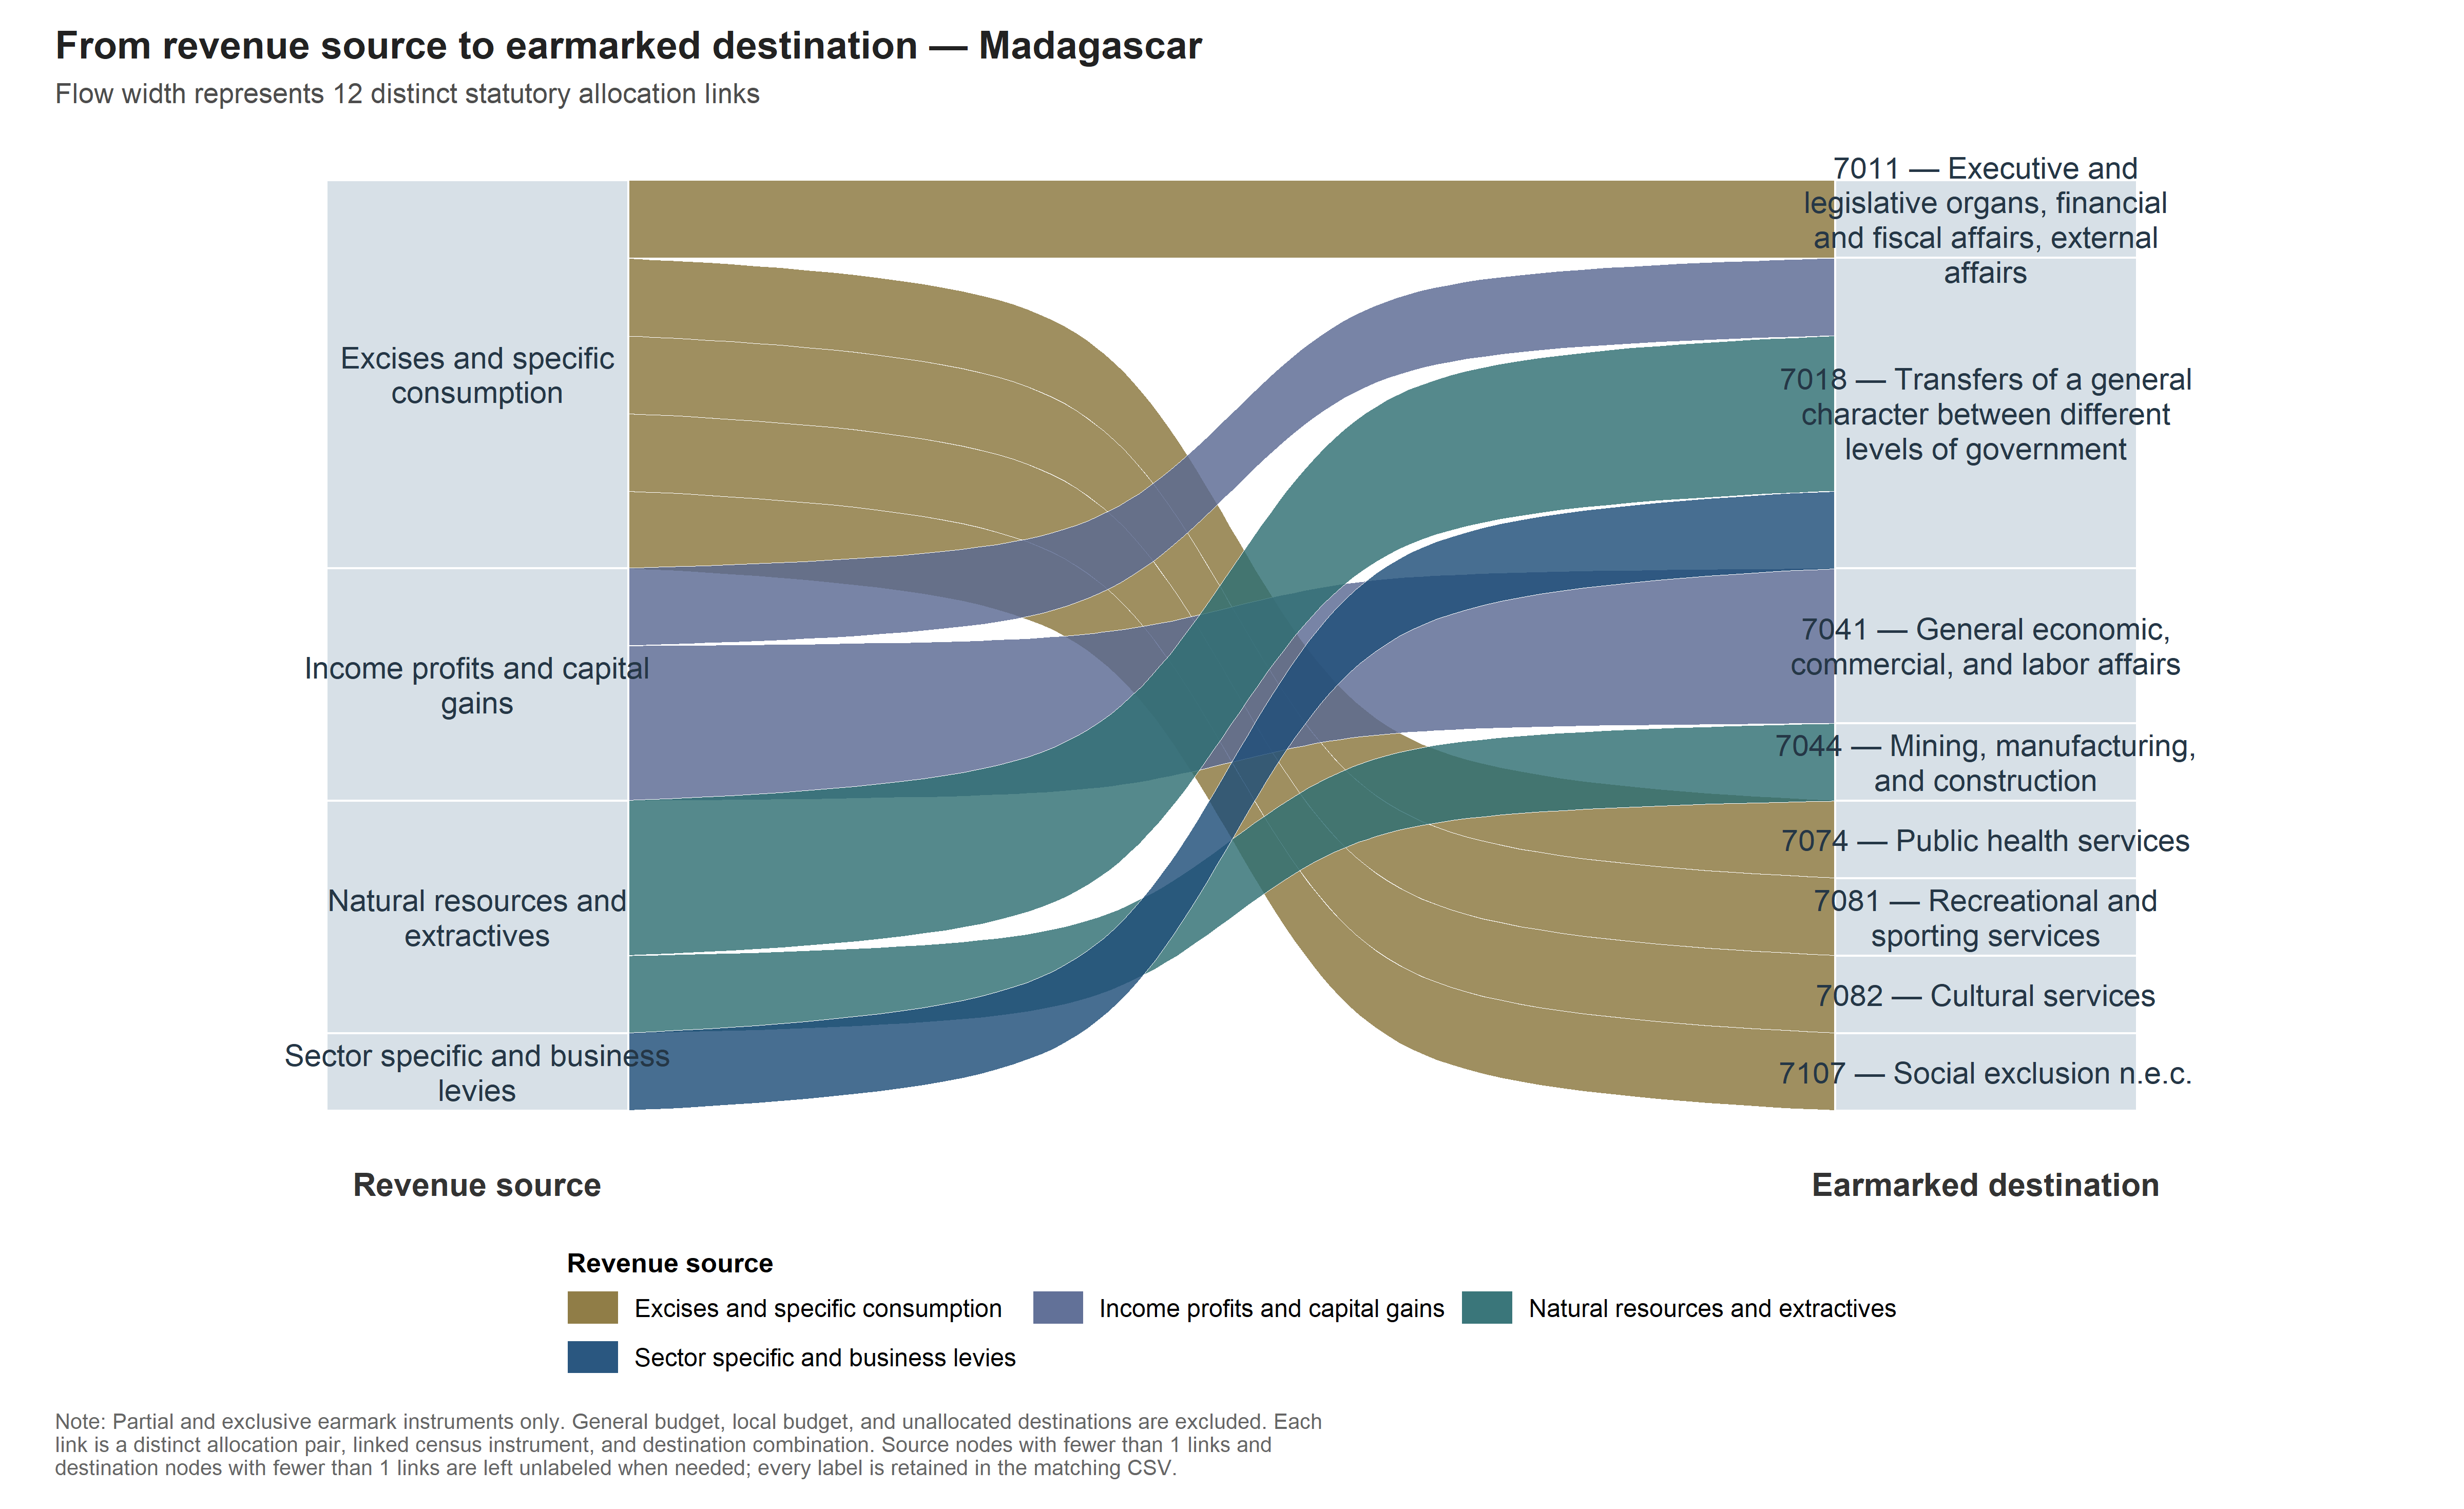 From revenue source to earmarked destination — Madagascar
Flow width represents 12 distinct statutory allocation links
Excises and specific
consumption
Income profits and capital
gains
Natural resources and
extractives
Sector specific and business
levies
7011 — Executive and
legislative organs, financial
and fiscal affairs, external
affairs
7018 — Transfers of a general
character between different
levels of government
7041 — General economic,
commercial, and labor affairs
7044 — Mining, manufacturing,
and construction
7074 — Public health services
7081 — Recreational and
sporting services
7082 — Cultural services
7107 — Social exclusion n.e.c.
Revenue source
Earmarked destination
Revenue source
Excises and specific consumption
Income profits and capital gains
Natural resources and extractives
Sector specific and business levies
Note: Partial and exclusive earmark instruments only. General budget, local budget, and unallocated destinations are excluded. Each
link is a distinct allocation pair, linked census instrument, and destination combination. Source nodes with fewer than 1 links and
destination nodes with fewer than 1 links are left unlabeled when needed; every label is retained in the matching CSV.